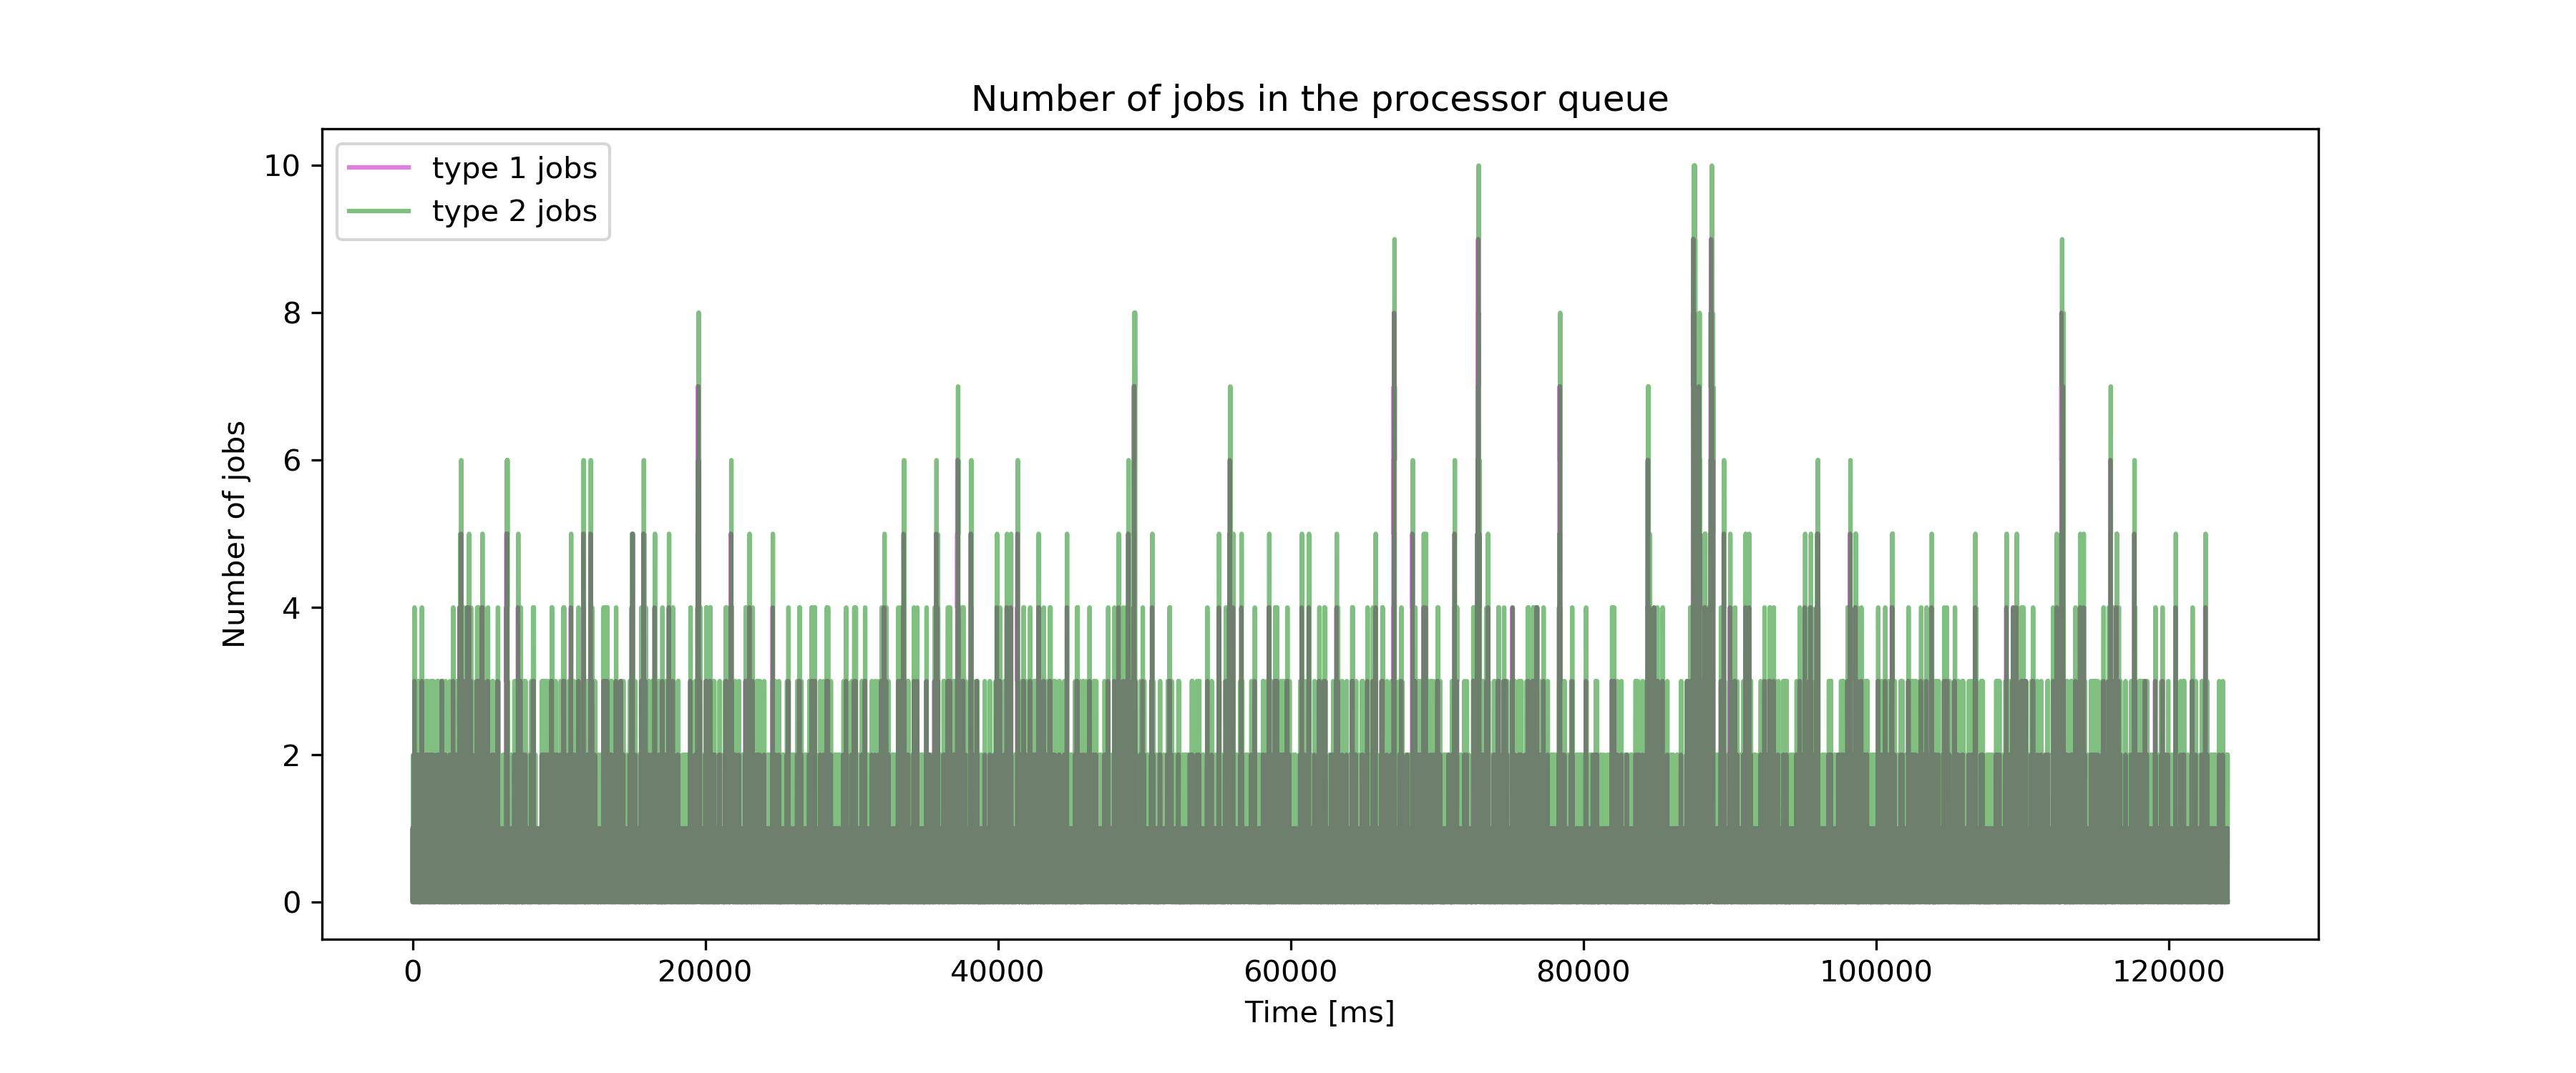 Number of jobs in the processor queue
type 1 jobs
type 2 jobs
Number of jobs
10
8
6
4
2
0
0 20000 40000 60000 80000 100000 120000
Time [ms]